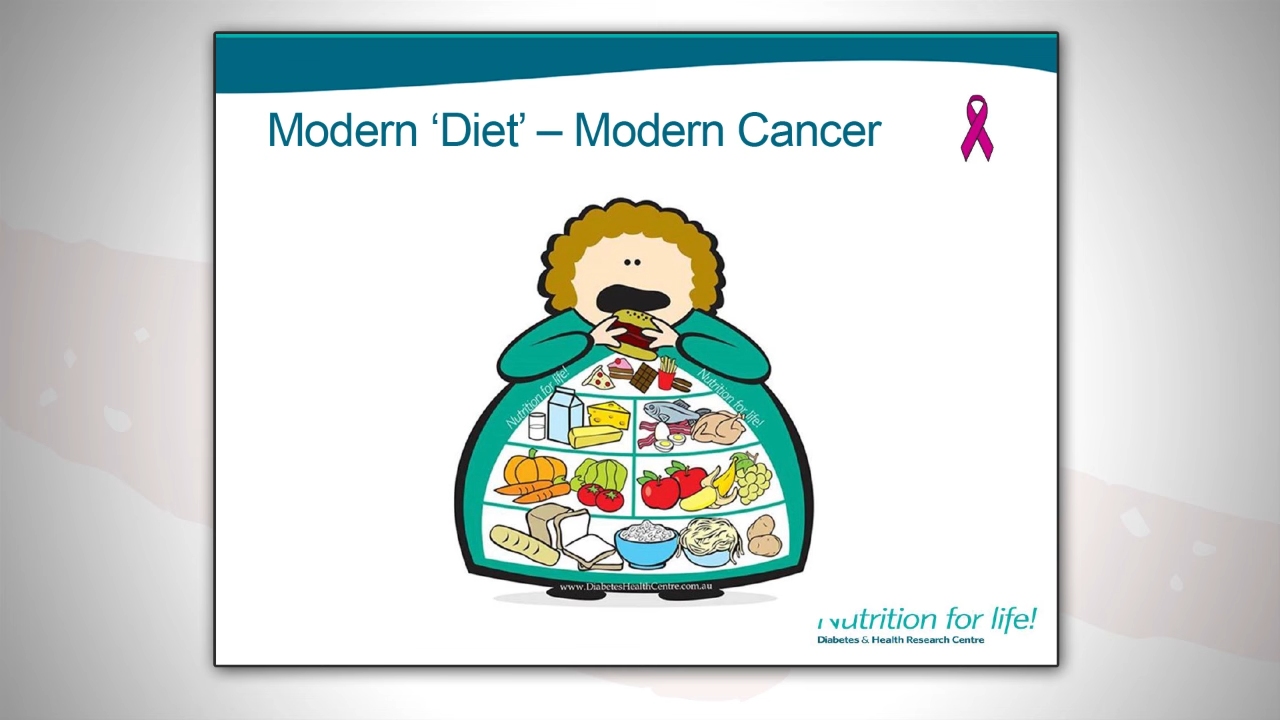 Modern ‘Diet’ – Modern Cancer
Nutrition for life!
Nutrition for life!
www.DiabetesHealthCentre.com.au
Nutrition for life!
Diabetes & Health Research Centre